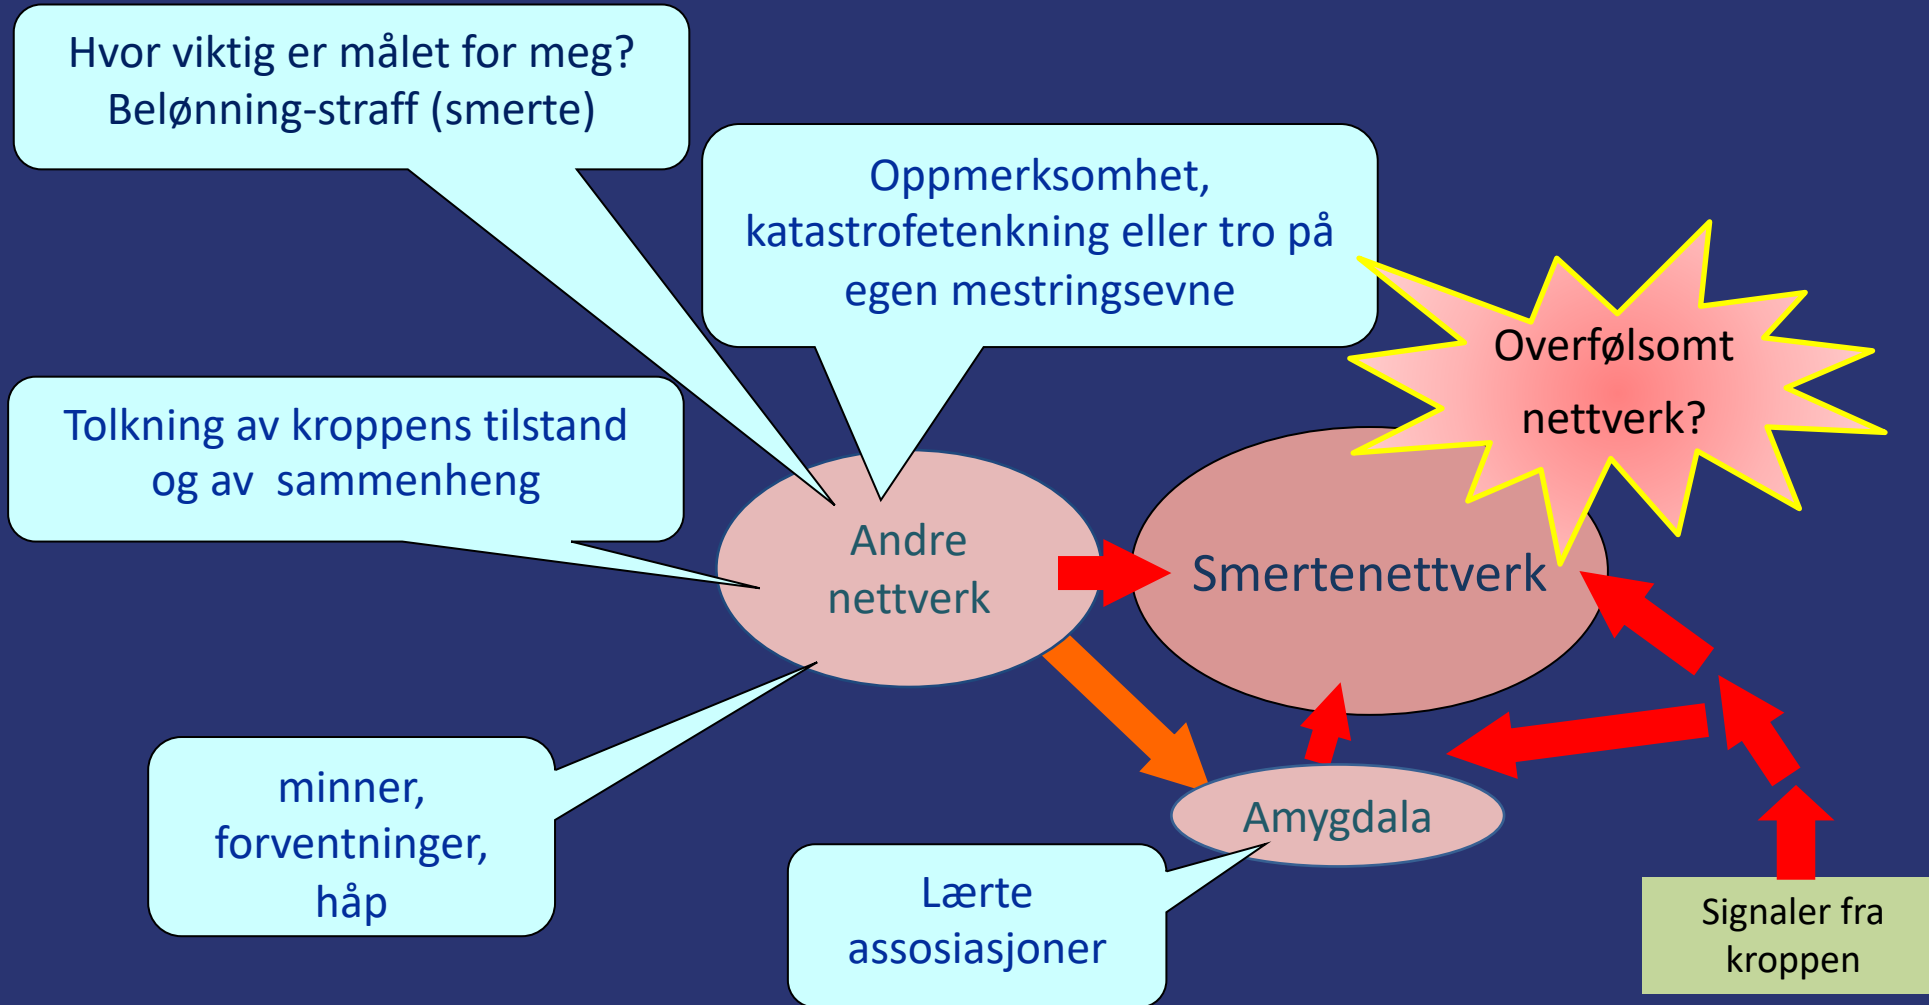 Hvor viktig er målet for meg?
Belønning-straff (smerte)
Oppmerksomhet,
katastrofetenkning eller tro på
egen mestringsevne
Overfølsomt
nettverk?
Tolkning av kroppens tilstand
og av  sammenheng
Andre
nettverk
Smertenettverk
minner,
forventninger,
håp
Amygdala
Lærte
assosiasjoner
Signaler fra
kroppen